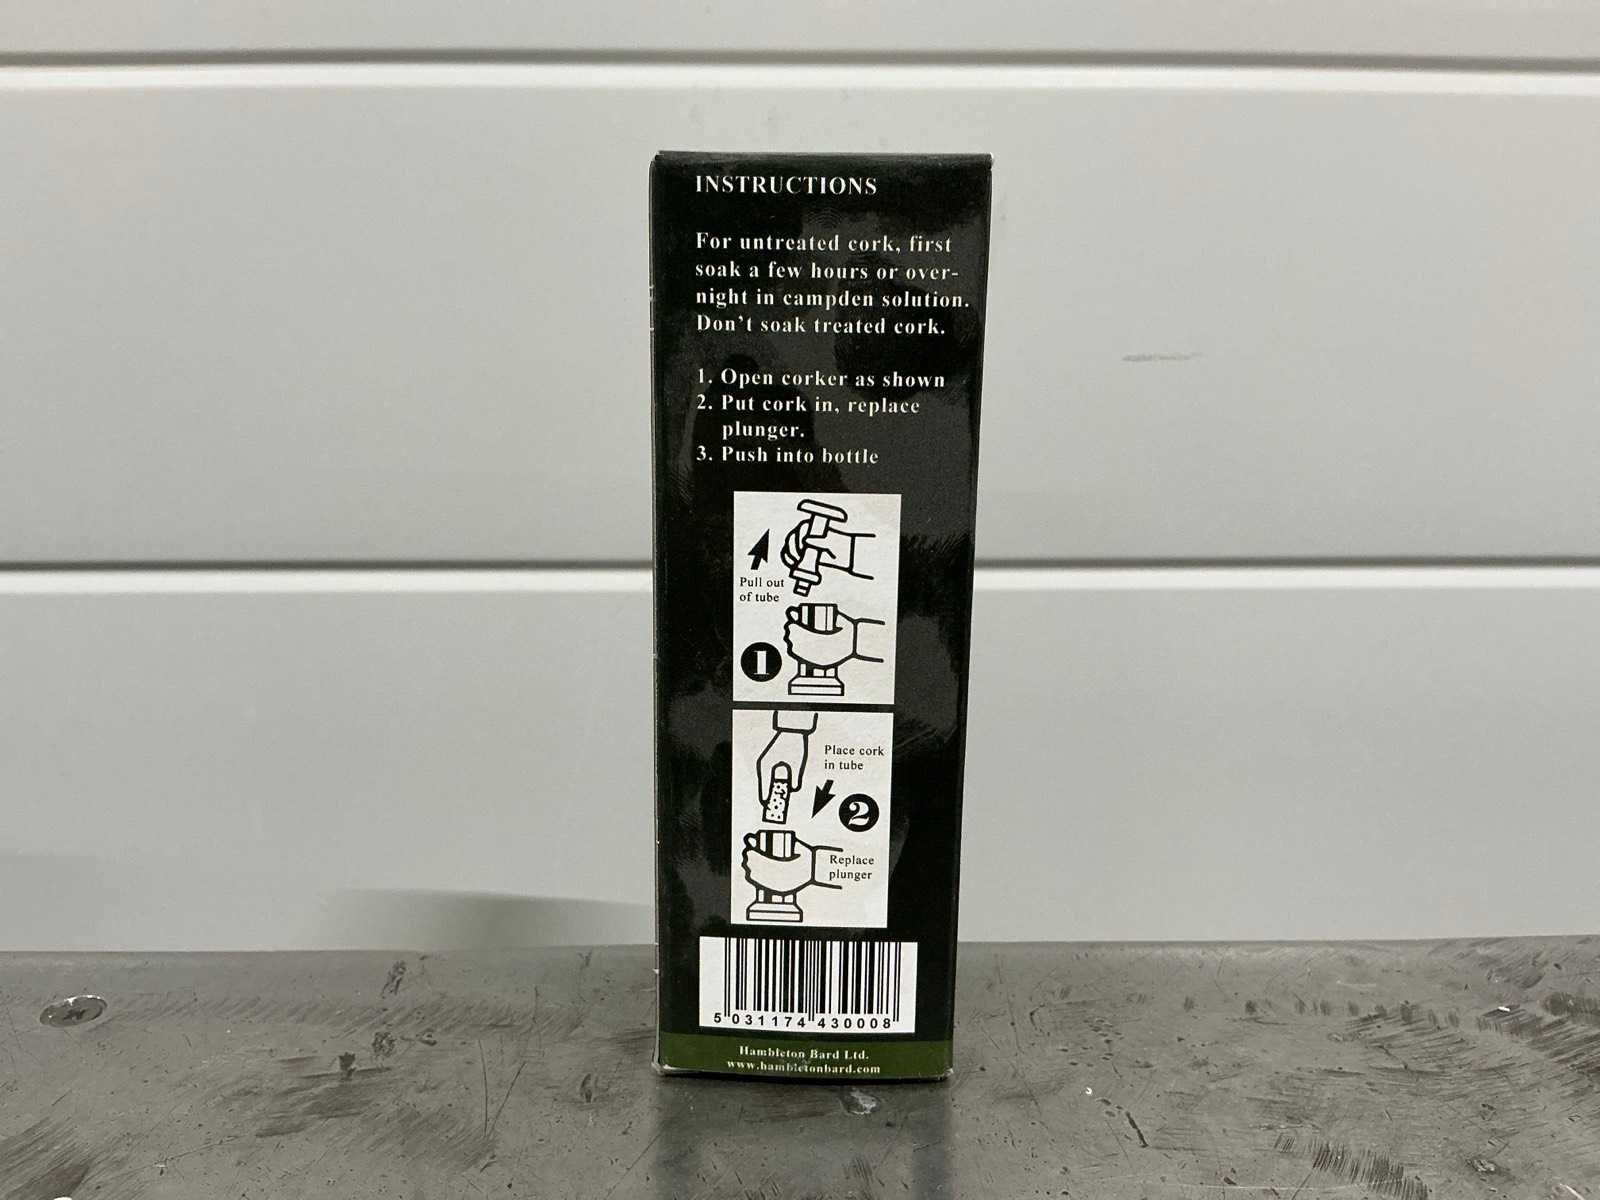 INSTRUCTIONS
For untreated cork, first
soak a few hours or over-
night in campden solution.
Don't soak treated cork.
1. Open corker as shown
2. Put cork in, replace
plunger.
3. Push into bottle
Pull out
of tube
1
Place cork
in tube
2
Replace
plunger
5 031174 430008
Hambleton Bard Ltd.
www.hambletonbard.com